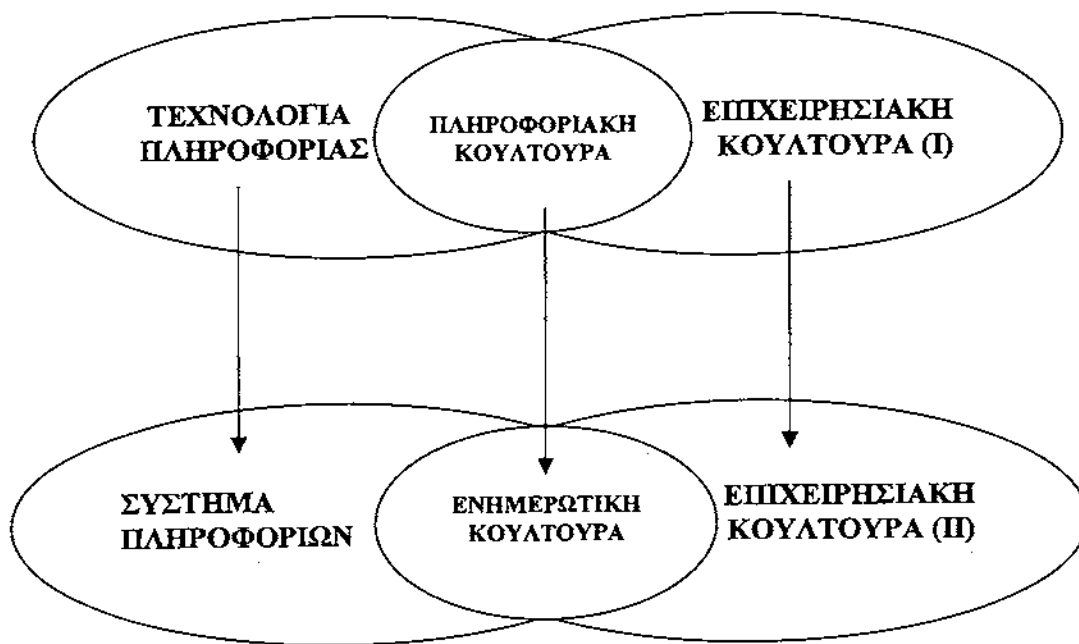 ΤΕΧΝΟΛΟΓΙΑ
ΠΛΗΡΟΦΟΡΙΑΣ
ΠΛΗΡΟΦΟΡΙΑΚΗ
ΚΟΥΛΤΟΥΡΑ
ΕΠΙΧΕΙΡΗΣΙΑΚΗ
ΚΟΥΛΤΟΥΡΑ (Ι)
ΣΥΣΤΗΜΑ
ΠΛΗΡΟΦΟΡΙΩΝ
ΕΝΗΜΕΡΩΤΙΚΗ
ΚΟΥΛΤΟΥΡΑ
ΕΠΙΧΕΙΡΗΣΙΑΚΗ
ΚΟΥΛΤΟΥΡΑ (ΙΙ)